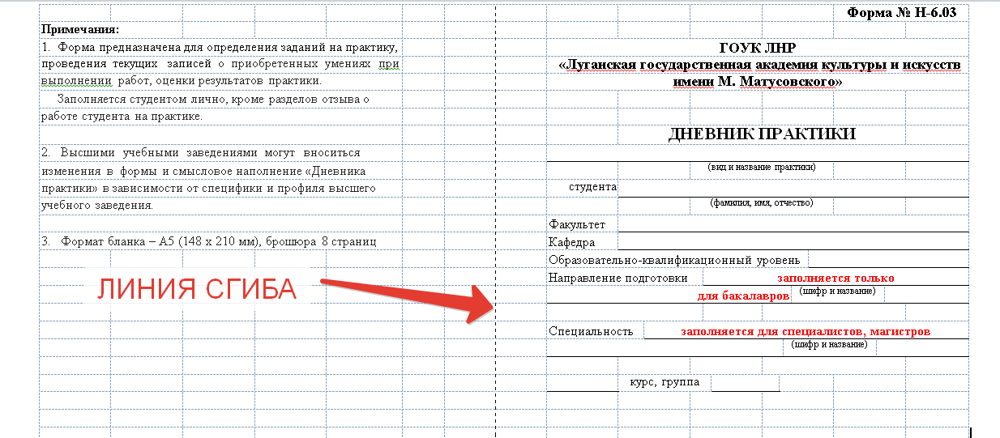 Форма № Н-6.03
Примечания:
1. Форма предназначена для определения заданий на практику,
проведения текущих записей о приобретенных умениях при
выполнении работ, оценки результатов практики.
Заполняется студентом лично, кроме разделов отзыва о
работе студента на практике.
2. Высшими учебными заведениями могут вноситься
изменения в формы и смысловое наполнение «Дневника
практики» в зависимости от специфики и профиля высшего
учебного заведения.
3. Формат бланка – А5 (148 х 210 мм), брошюра 8 страниц
ЛИНИЯ СГИБА
ГОУК ЛНР
«Луганская государственная академия культуры и искусств
имени М. Матусовского»
ДНЕВНИК ПРАКТИКИ
(вид и название практики)
студента
(фамилия, имя, отчество)
Факультет
Кафедра
Образовательно-квалификационный уровень
Направление подготовки заполняется только
для бакалавров (шифр и название)
Специальность заполняется для специалистов, магистров
(шифр и название)
курс, группа